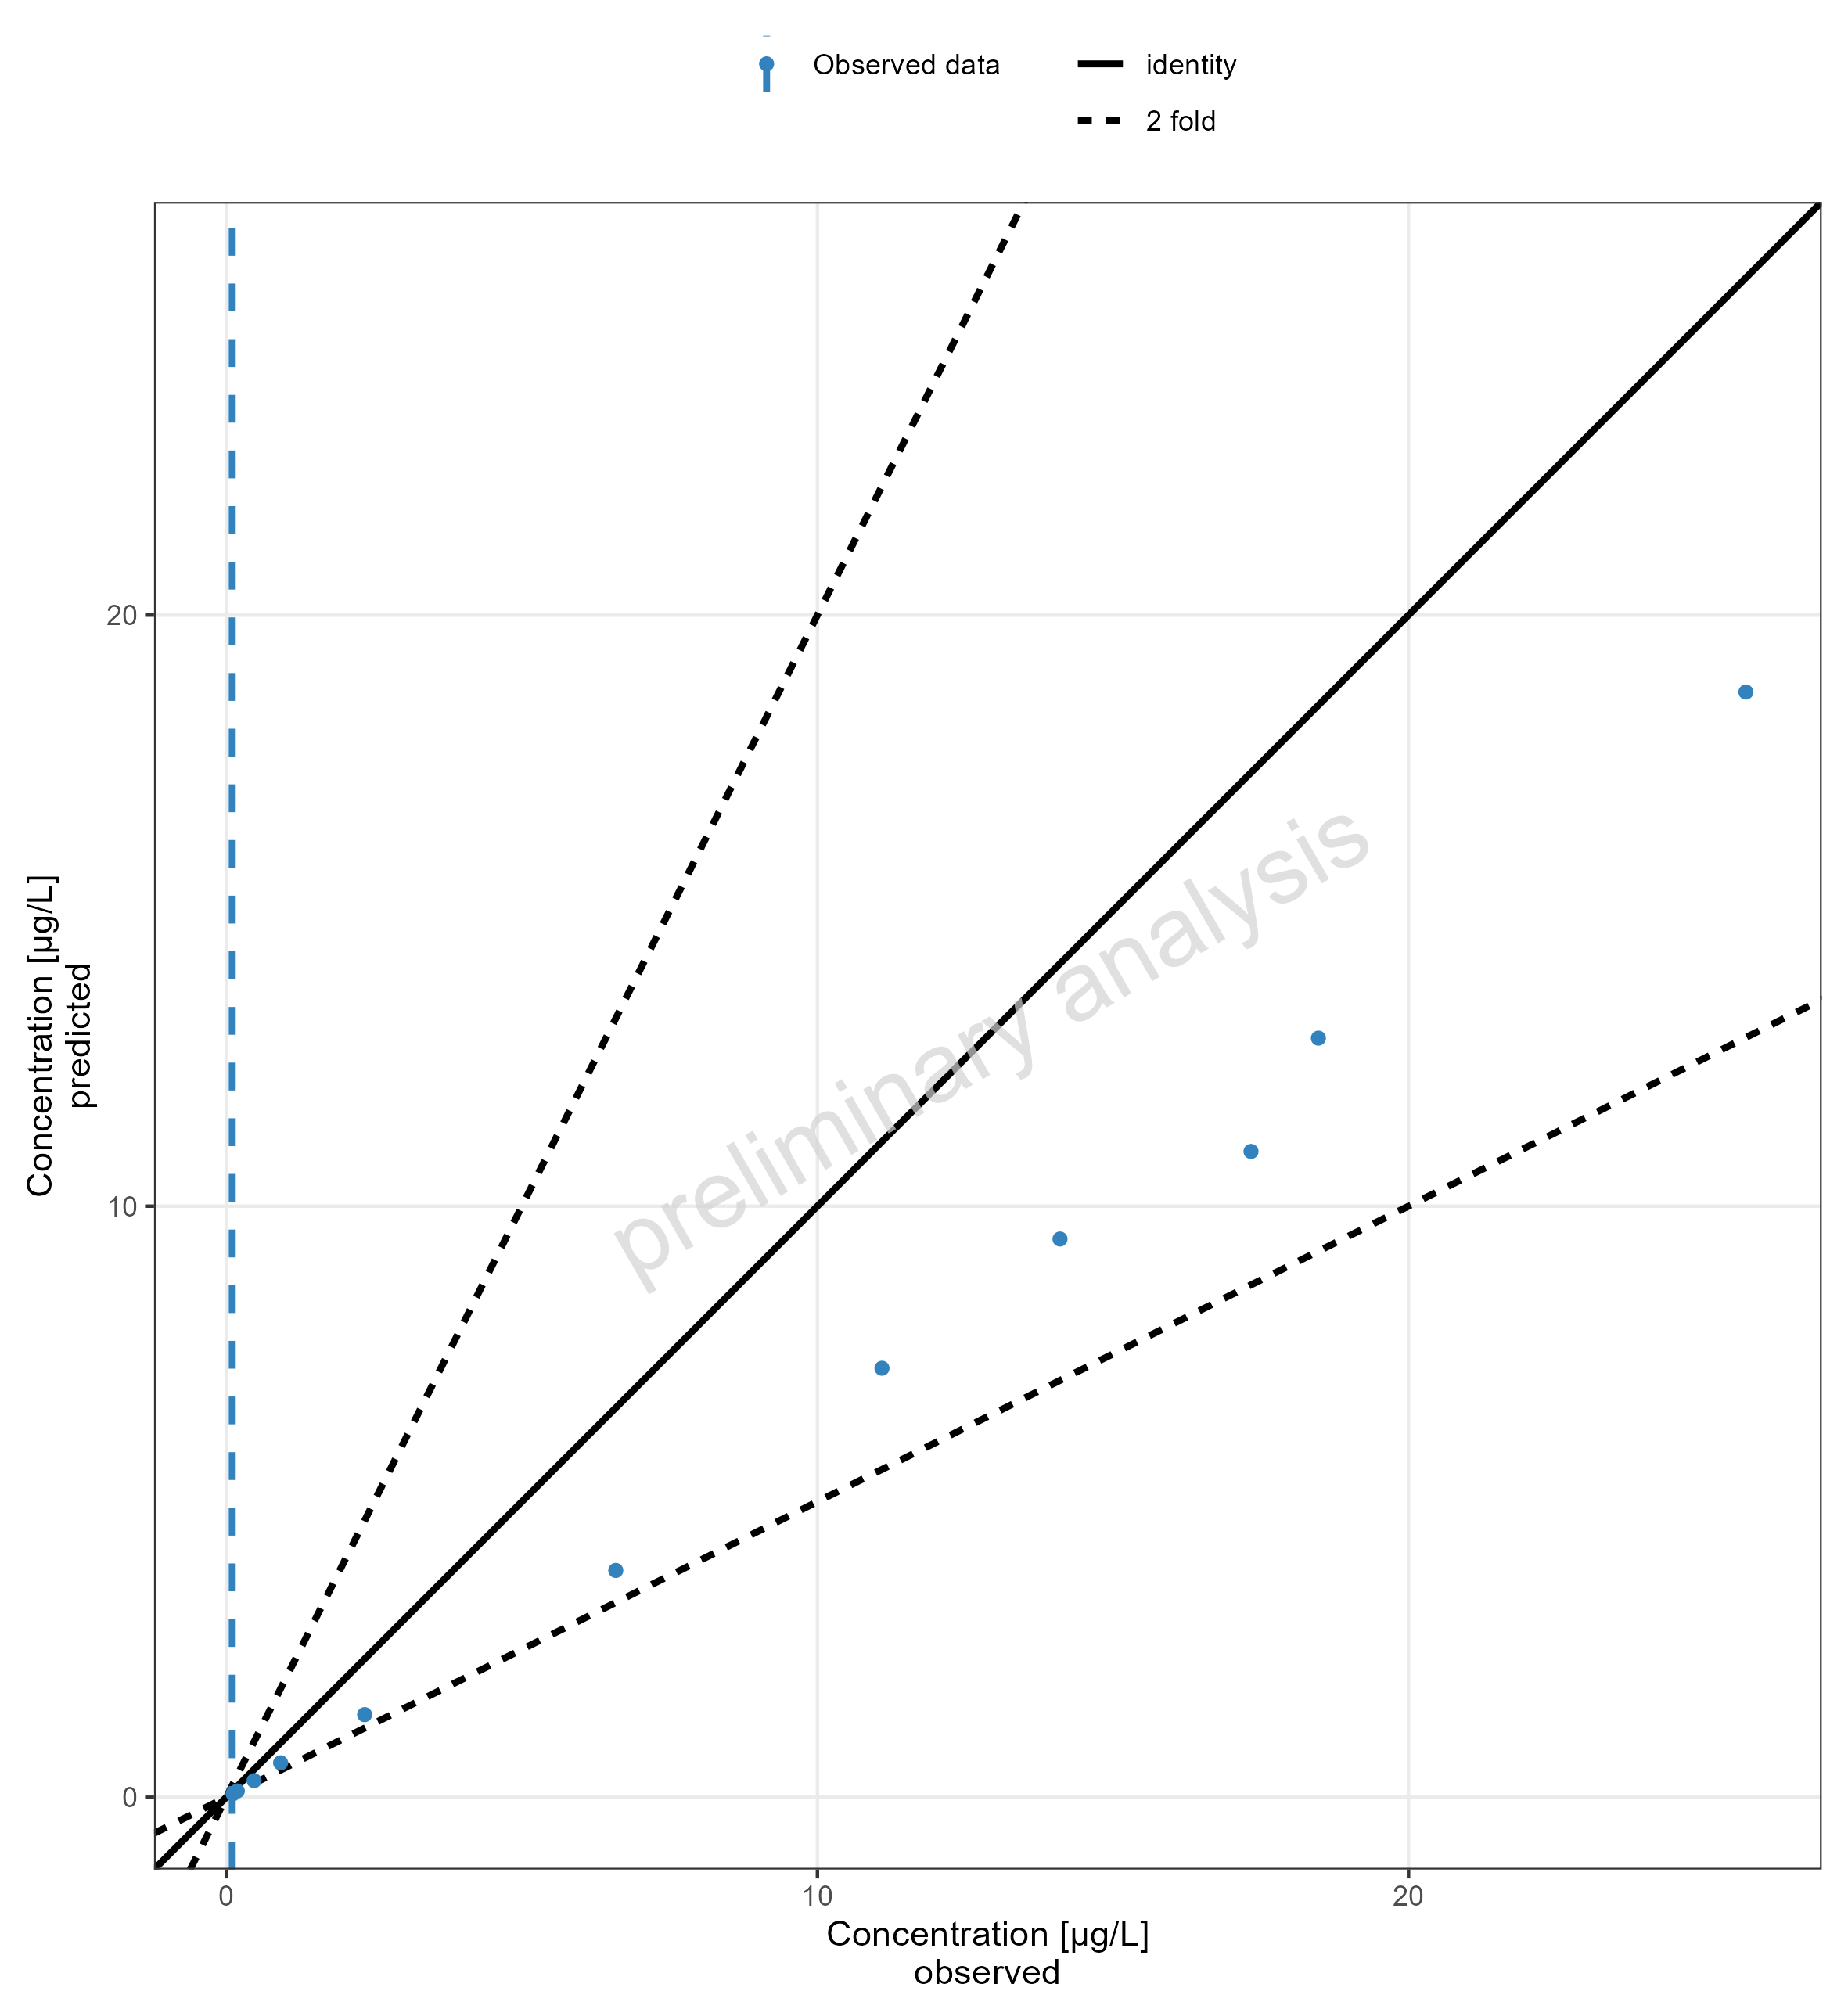 Observed data
identity
2 fold
Concentration [µg/L]
predicted
20
10
0
preliminary analysis
0
10
20
Concentration [µg/L]
observed